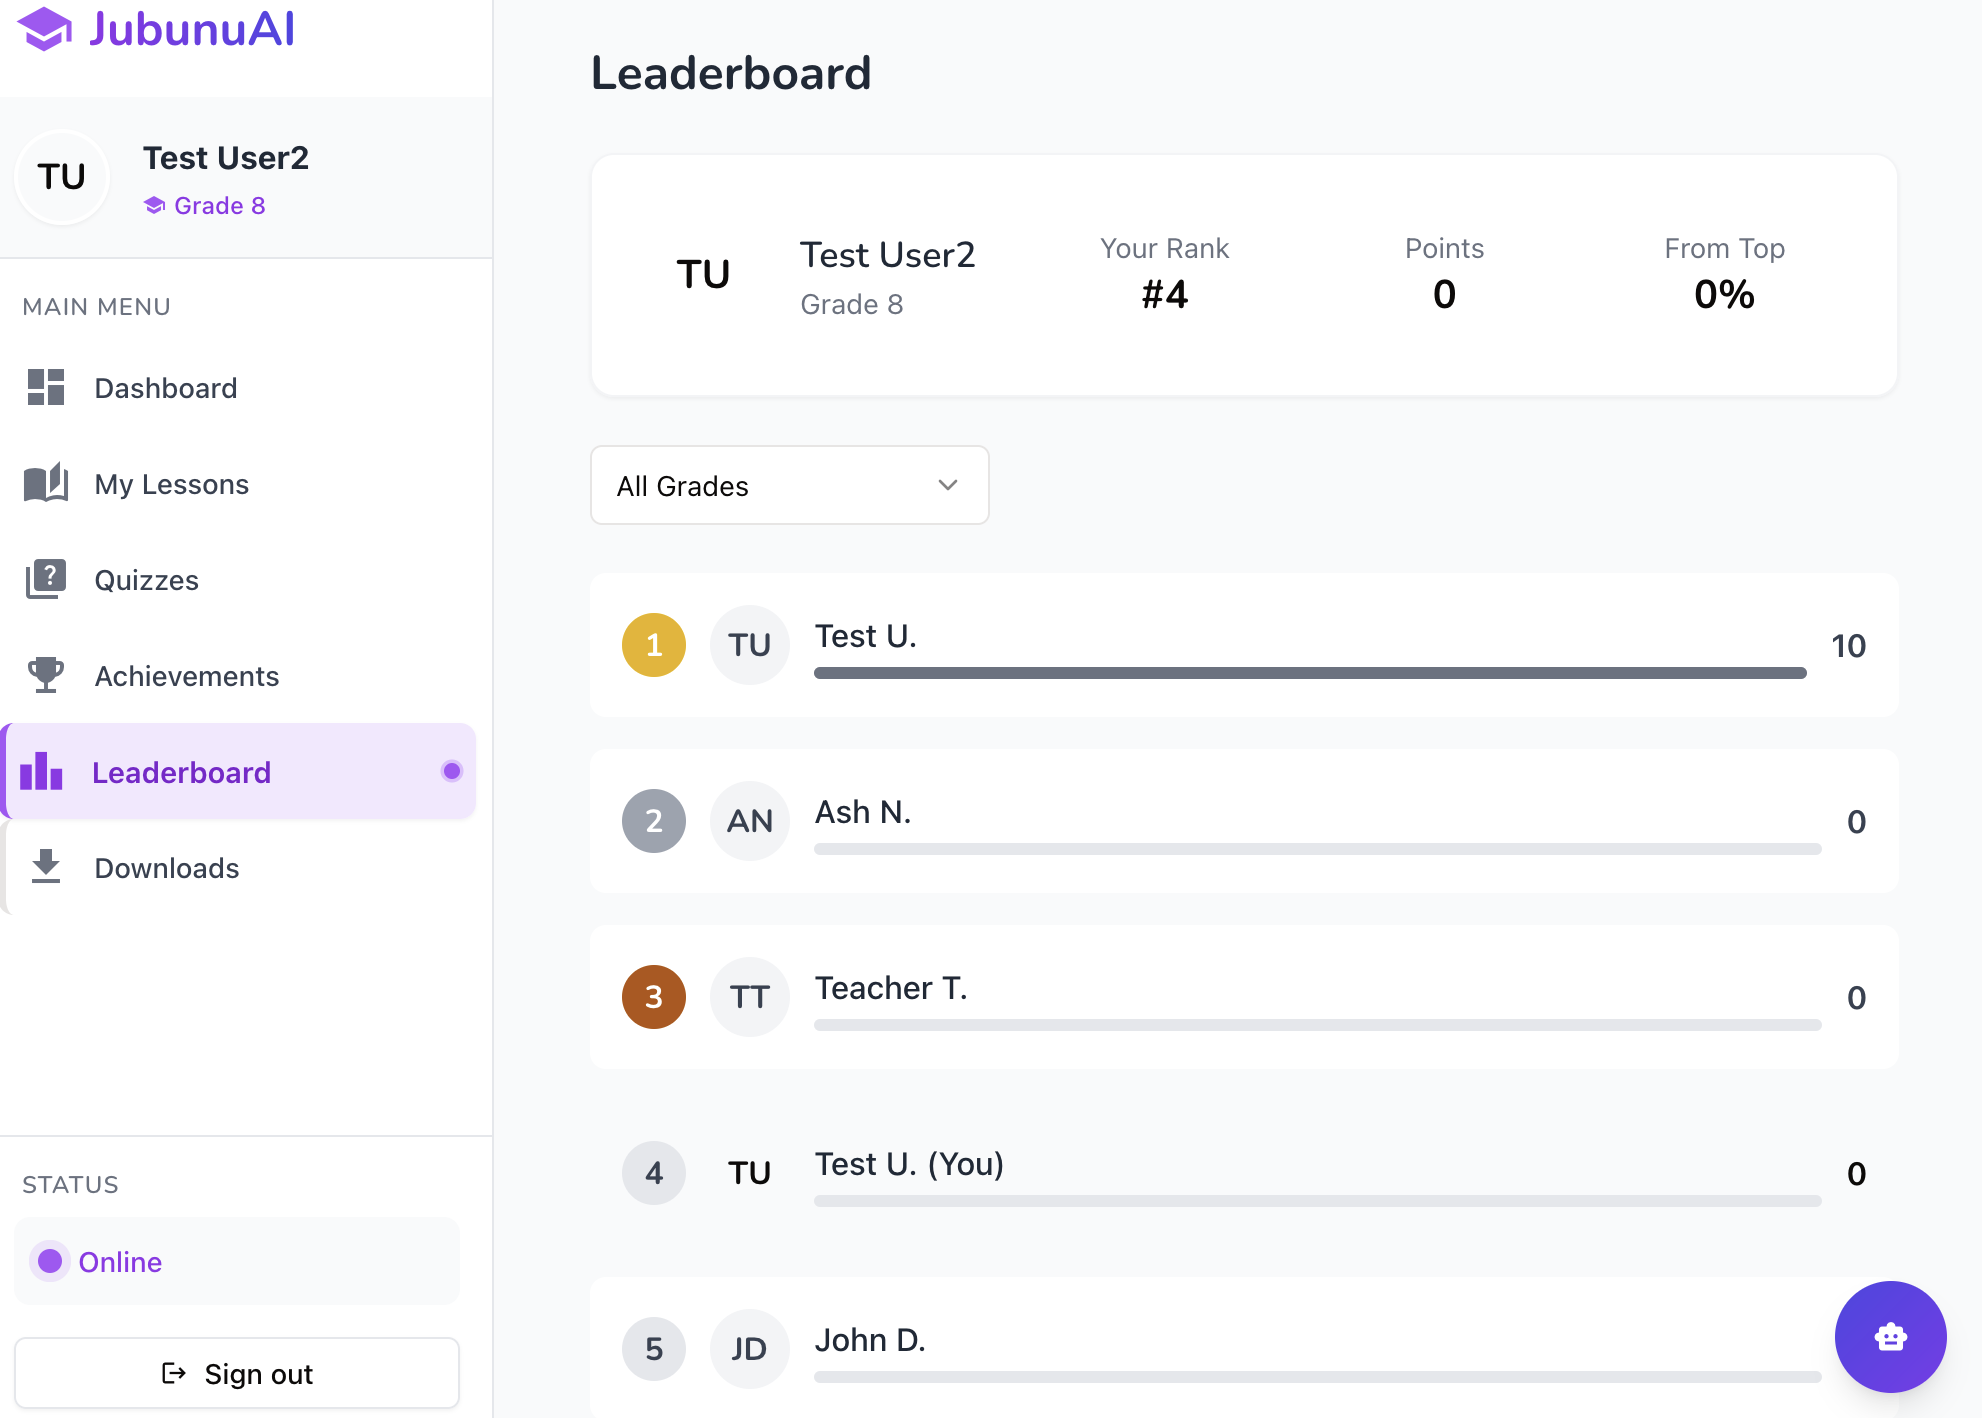 JubunuAI
TU
Test User2
Grade 8
MAIN MENU
Dashboard
My Lessons
Quizzes
Achievements
Leaderboard
Downloads
STATUS
Online
Sign out
Leaderboard
TU
Test User2
Grade 8
Your Rank
#4
Points
0
From Top
0%
All Grades
1 TU Test U. 10
2 AN Ash N. 0
3 TT Teacher T. 0
4 TU Test U. (You) 0
5 JD John D.